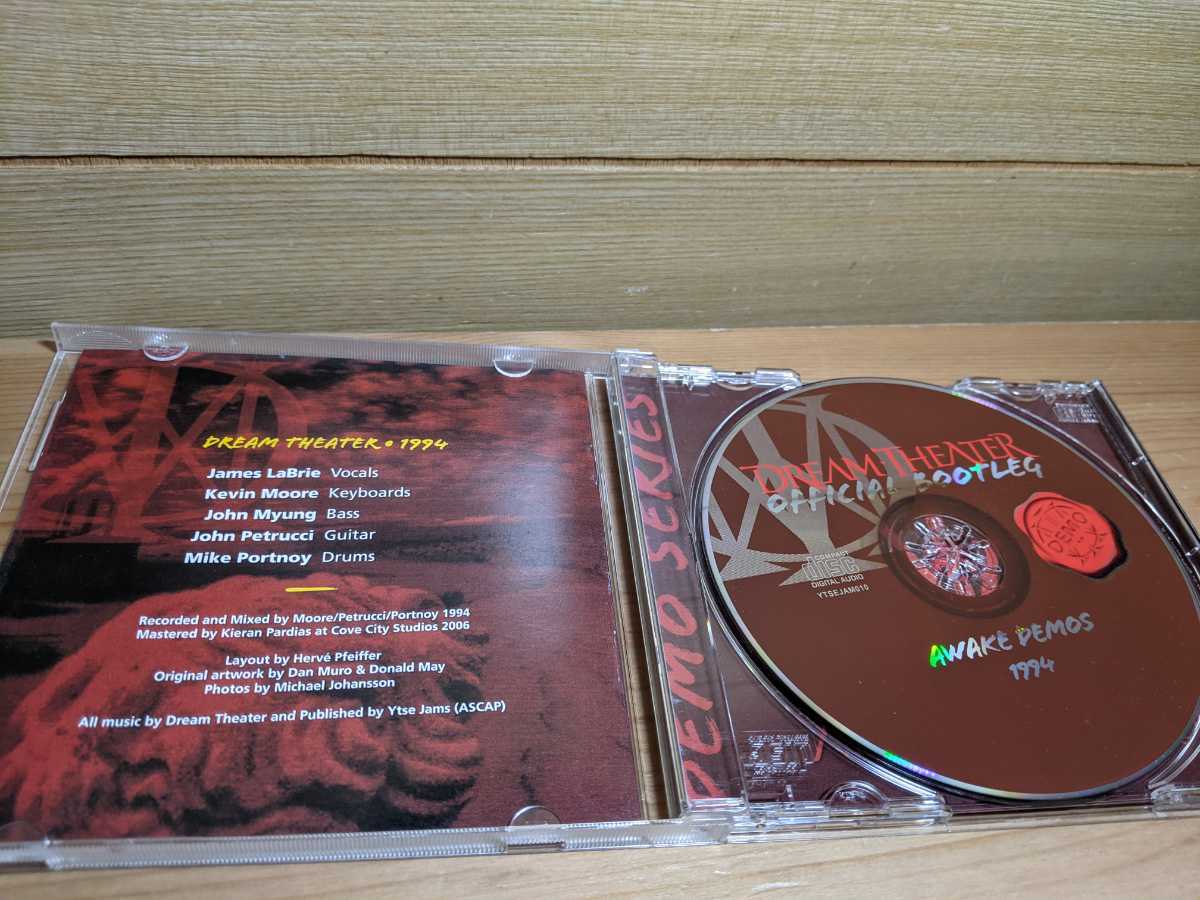 DREAM THEATER • 1994
James LaBrie Vocals
Kevin Moore Keyboards
John Myung Bass
John Petrucci Guitar
Mike Portnoy Drums
Recorded and Mixed by Moore/Petrucci/Portnoy 1994
Mastered by Kieran Pardias at Cove City Studios 2006
Layout by Hervé Pfeiffer
Original artwork by Dan Muro & Donald May
Photos by Michael Johansson
All music by Dream Theater and Published by Ytse Jams (ASCAP)
DEMO SERIES
DREAM THEATER
OFFICIAL BOOTLEG
DEMO
COMPACT
disc
DIGITAL AUDIO
YTSEJAM010
AWAKE DEMOS
1994